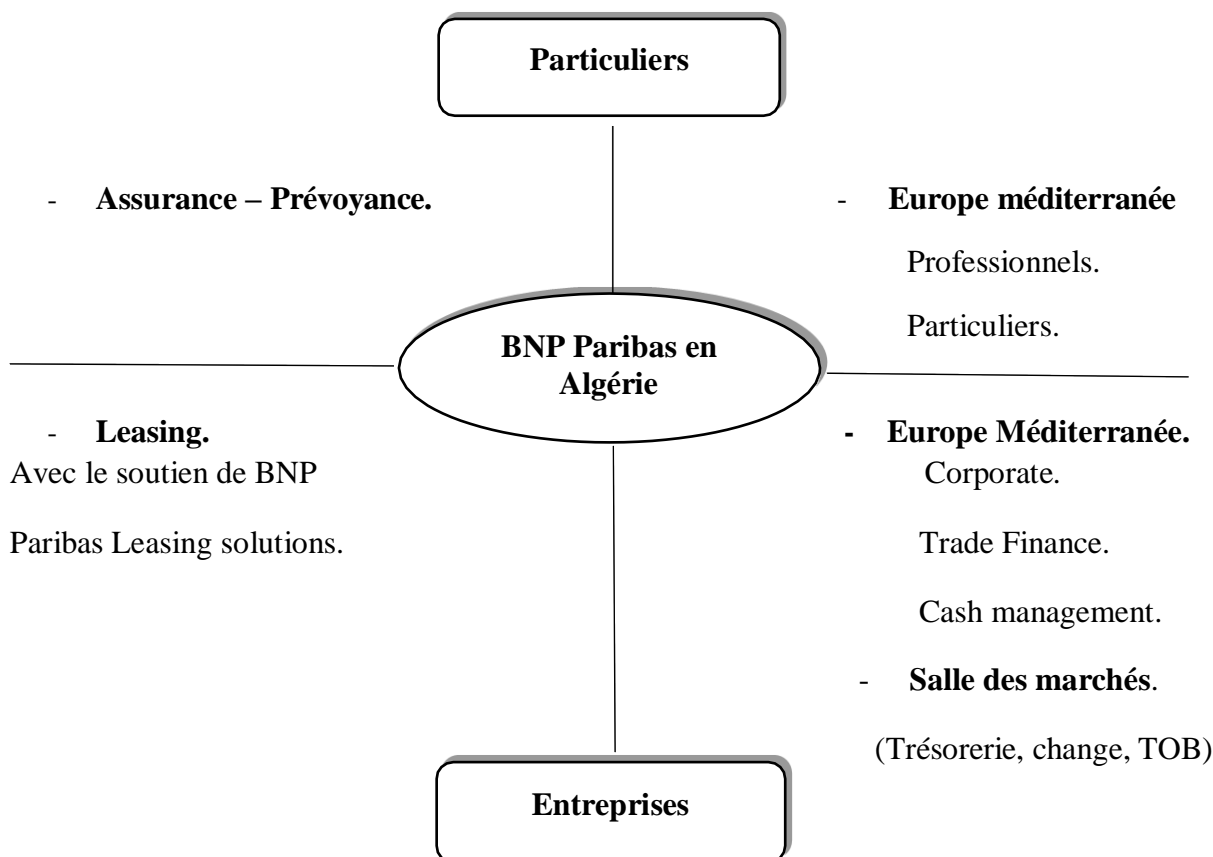 Particuliers
- Assurance – Prévoyance.
- Europe méditerranée
Professionnels.
Particuliers.
BNP Paribas en
Algérie
- Leasing.
Avec le soutien de BNP
Paribas Leasing solutions.
- Europe Méditerranée.
Corporate.
Trade Finance.
Cash management.
- Salle des marchés.
(Trésorerie, change, TOB)
Entreprises